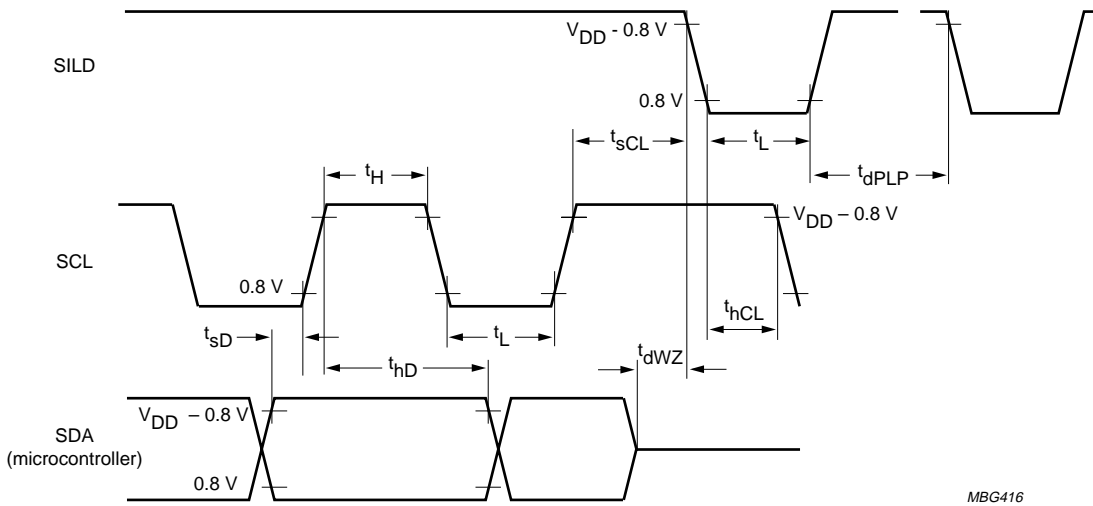 VDD - 0.8 V
SILD
0.8 V
tsCL
tL
tdPLP
tH
VDD – 0.8 V
SCL
0.8 V
thCL
tsD
tL
thD
tdWZ
VDD – 0.8 V
SDA
(microcontroller)
0.8 V
MBG416